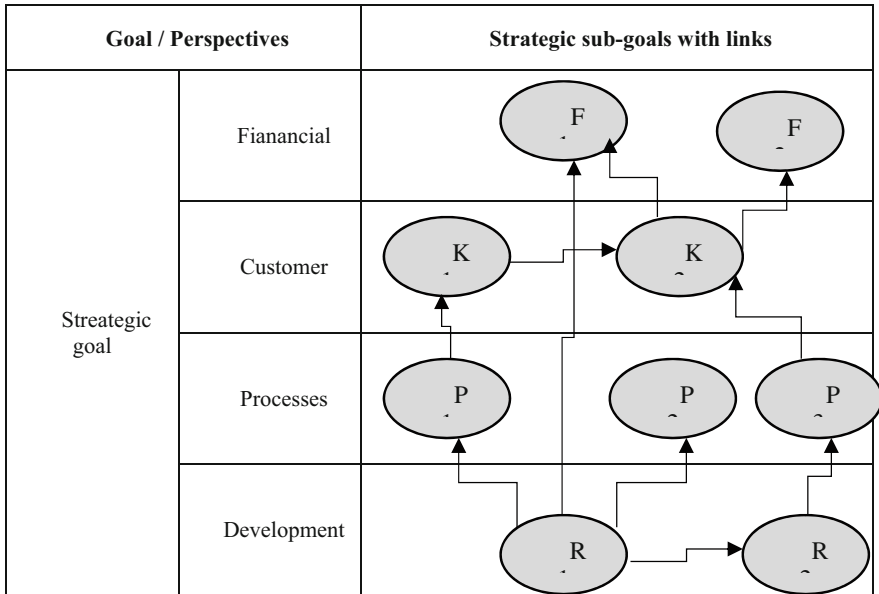 Goal / Perspectives
Strategic sub-goals with links
Fianancial
F
F
Customer
K
K
Streategic
goal
Processes
P
P
P
Development
R
R